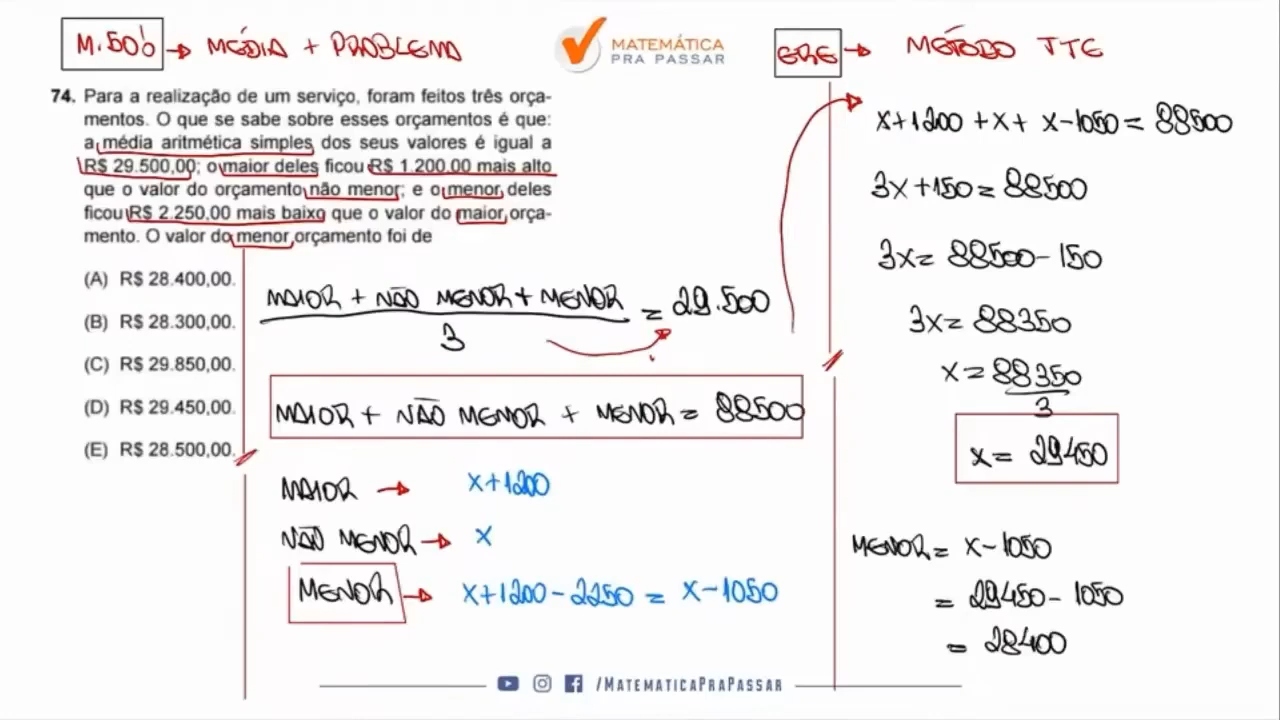 M.50% → MÉDIA + PROBLEMA
MATEMÁTICA
PRA PASSAR
→ MÉTODO TTE
74. Para a realização de um serviço, foram feitos três orça-
mentos. O que se sabe sobre esses orçamentos é que:
a média aritmética simples dos seus valores é igual a
R$ 29.500,00; o maior deles ficou R$ 1.200,00 mais alto
que o valor do orçamento não menor; e o menor deles
ficou R$ 2.250,00 mais baixo que o valor do maior orça-
mento. O valor do menor orçamento foi de
(A) R$ 28.400,00.
(B) R$ 28.300,00.
(C) R$ 29.850,00.
(D) R$ 29.450,00.
(E) R$ 28.500,00.
MAIOR + NÃO MENOR + MENOR = 29.500
3
MAIOR + NÃO MENOR + MENOR = 88500
MAIOR → x+1200
NÃO MENOR → x
MENOR → x+1200-2250 = x-1050
x+1200+x+x-1050=88500
3x+150=88500
3x=88500-150
3x=88350
x=88350
3
x= 29450
MENOR= x-1050
= 29450-1050
= 28400
/MATEMATICAPRAPASSAR